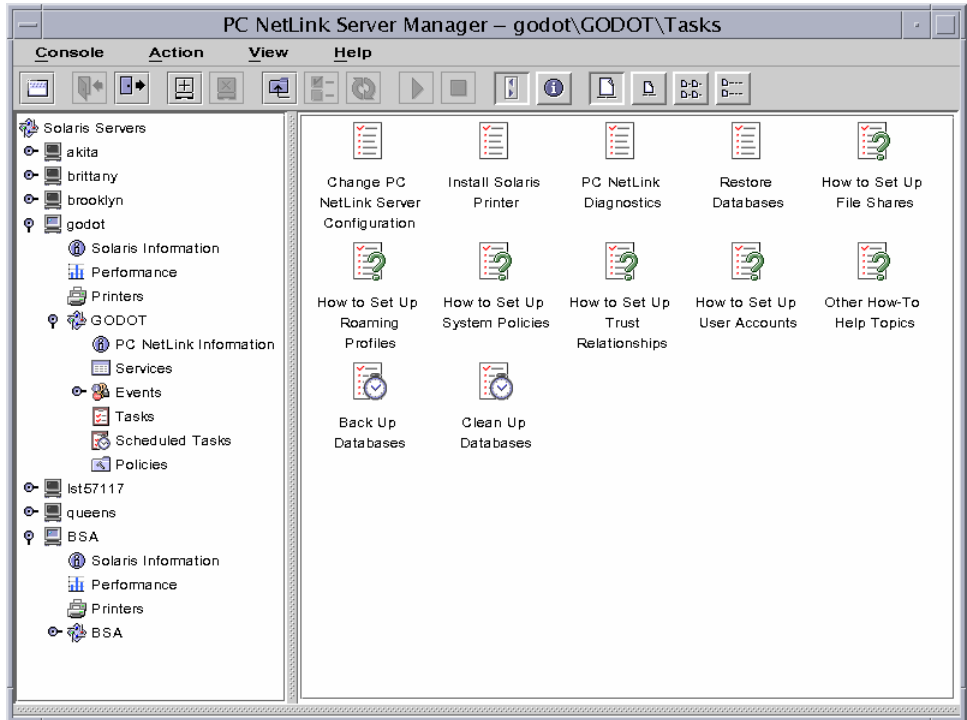 PC NetLink Server Manager – godot\GODOT\Tasks
Console Action View Help
Solaris Servers
akita
brittany
brooklyn
godot
Solaris Information
Performance
Printers
GODOT
PC NetLink Information
Services
Events
Tasks
Scheduled Tasks
Policies
lst57117
queens
BSA
Solaris Information
Performance
Printers
BSA
Change PC
NetLink Server
Configuration
Install Solaris
Printer
PC NetLink
Diagnostics
Restore
Databases
How to Set Up
File Shares
How to Set Up
Roaming
Profiles
How to Set Up
System Policies
How to Set Up
Trust
Relationships
How to Set Up
User Accounts
Other How-To
Help Topics
Back Up
Databases
Clean Up
Databases